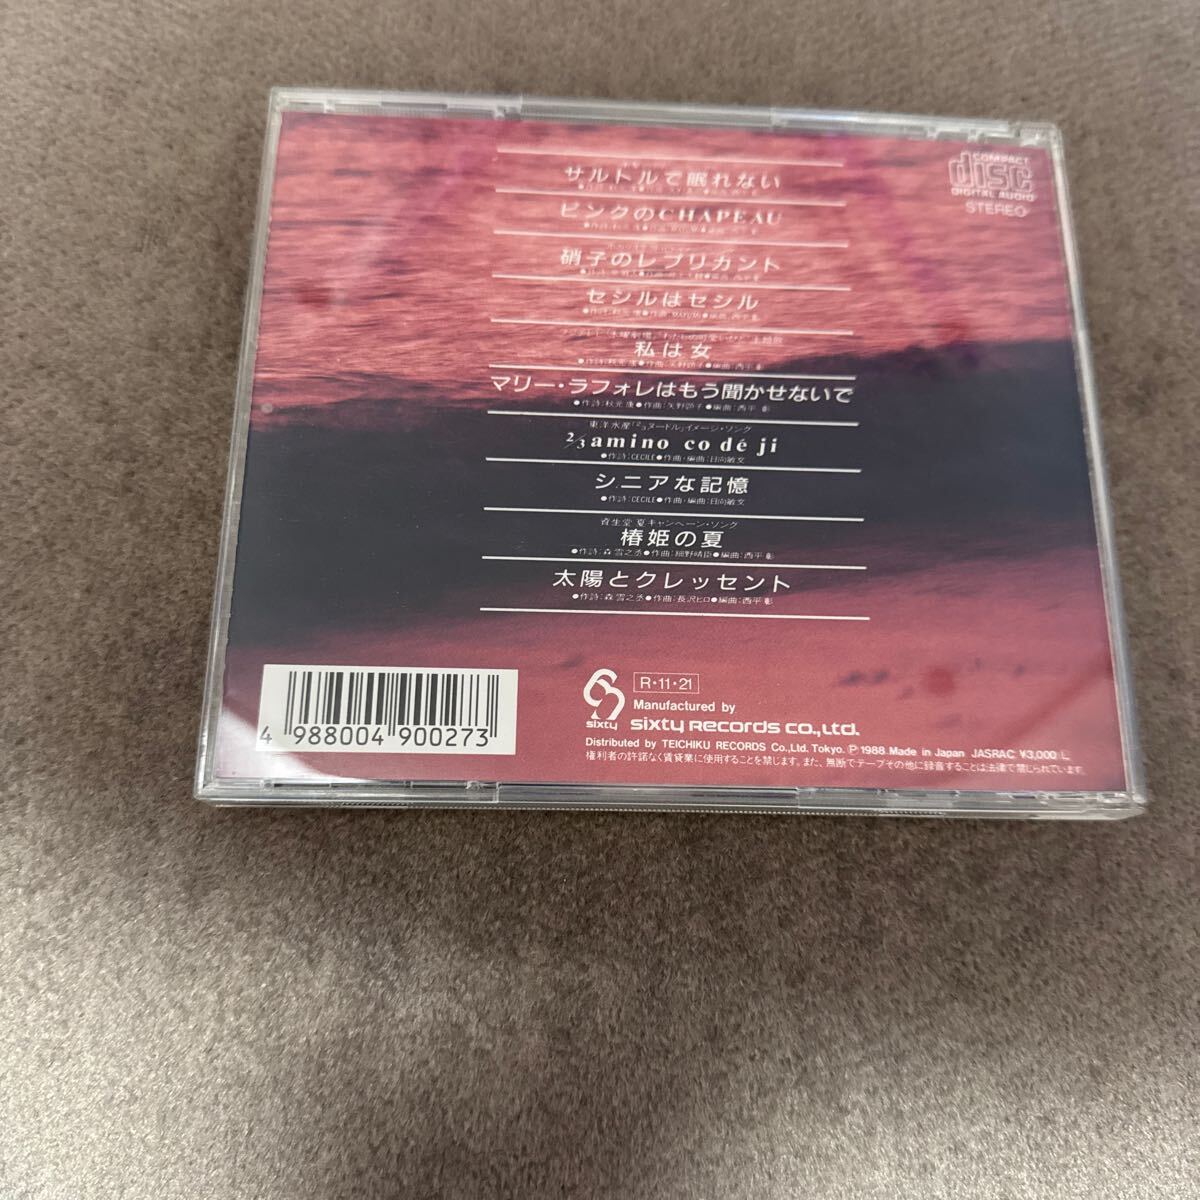 COMPACT
disc
DIGITAL AUDIO
STEREO
サルトルで眠れない
ピンクのCHAPEAU
硝子のレプリカント
セシルはセシル
私は女
マリー・ラフォレはもう聞かせないで
●作詩:秋元 康●作曲:矢野顕子●編曲:西平 彰
東洋水産「2/3ヌードル」イメージ・ソング
2/3 amino co dé ji
●作詩:CECILE●作曲・編曲:日向敏文
シニアな記憶
●作詩:CECILE●作曲・編曲:日向敏文
資生堂 夏キャンペーン・ソング
椿姫の夏
●作詩:森 雪之丞●作曲:細野晴臣●編曲:西平 彰
太陽とクレッセント
●作詩:森 雪之丞●作曲:長沢ヒロ●編曲:西平 彰
4 988004 900273
sixty
R・11・21
Manufactured by
sixty RECORDS CO., Ltd.
Distributed by TEICHIKU RECORDS Co., Ltd. Tokyo. Ⓟ1988 Made in Japan JASRAC ¥3,000 L
権利者の許諾なく賃貸業に使用することを禁じます。また、無断でテープその他に録音することは法律で禁じられています。